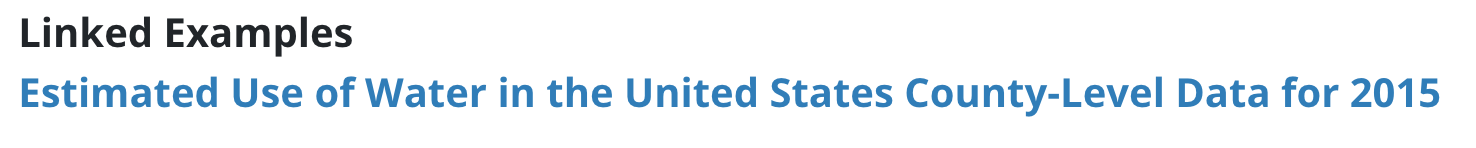 Linked Examples
Estimated Use of Water in the United States County-Level Data for 2015